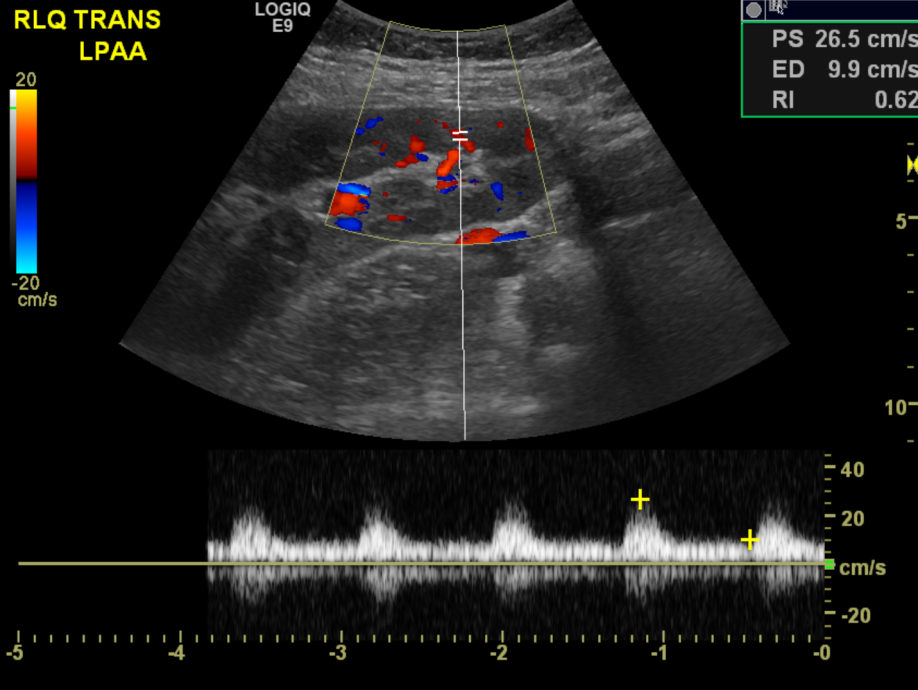 RLQ TRANS
LPAA
LOGIQ
E9
PS 26.5 cm/s
ED 9.9 cm/s
RI 0.62
20
-20
cm/s
5
10
40
20
cm/s
-20
-5 -4 -3 -2 -1 -0